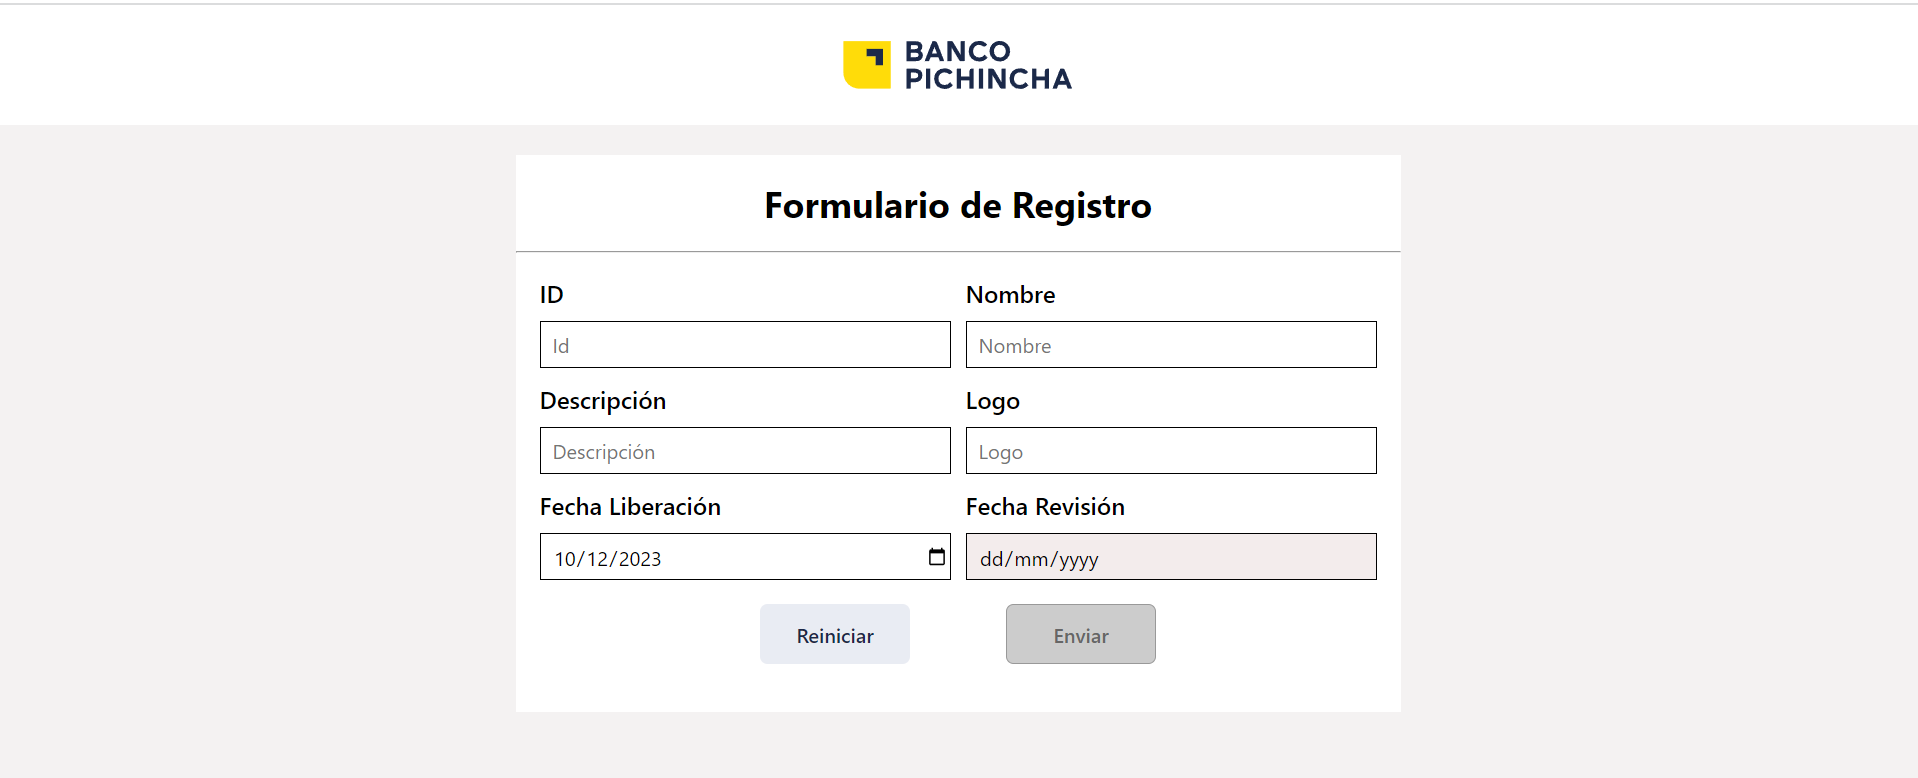 BANCO
PICHINCHA
Formulario de Registro
ID
Nombre
Id
Nombre
Descripción
Logo
Descripción
Logo
Fecha Liberación
Fecha Revisión
10/12/2023
dd/mm/yyyy
Reiniciar
Enviar